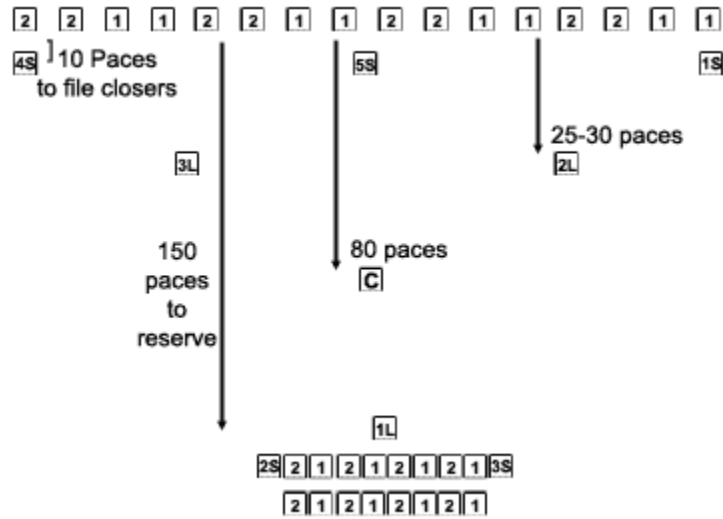 2 2 1 1 2 2 1 1 2 2 1 1 2 2 1 1
4S 10 Paces 5S 1S
to file closers
25-30 paces
3L 2L
150 80 paces
paces C
to
reserve
1L
2S 2 1 2 1 2 1 2 1 3S
2 1 2 1 2 1 2 1